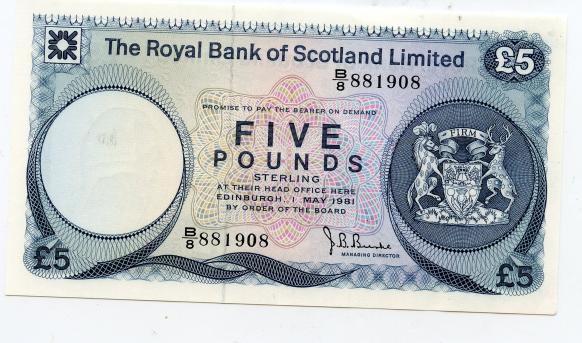 The Royal Bank of Scotland Limited
£5
B/8 881908
PROMISE TO PAY THE BEARER ON DEMAND
FIVE
POUNDS
STERLING
AT THEIR HEAD OFFICE HERE
EDINBURGH, 1 MAY 1981
BY ORDER OF THE BOARD
FIRM
B/8 881908
J.B. Burke
MANAGING DIRECTOR
£5
£5